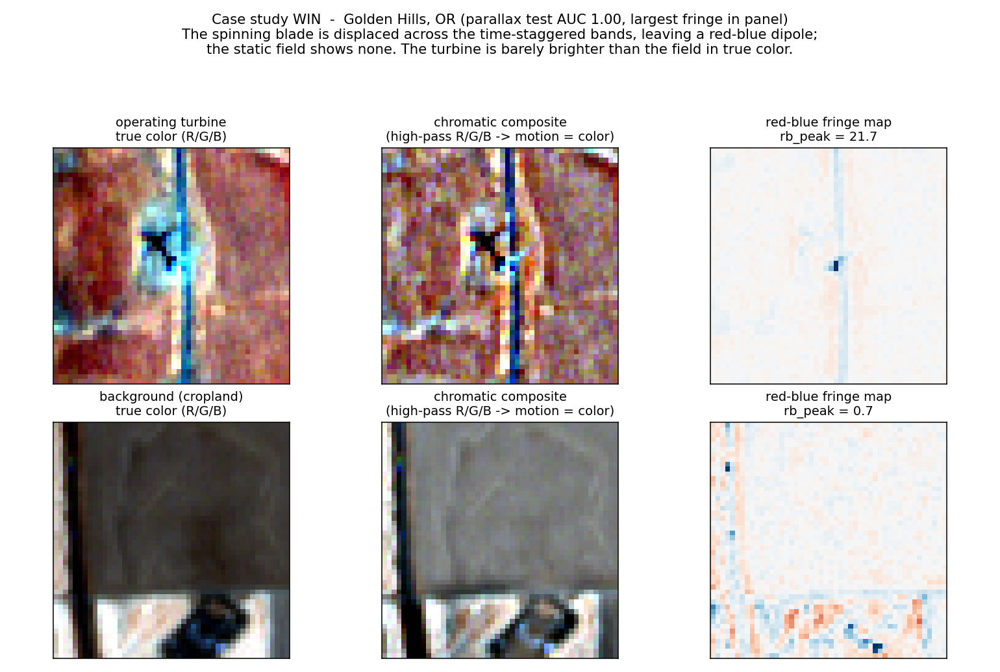 Case study WIN  -  Golden Hills, OR (parallax test AUC 1.00, largest fringe in panel)
The spinning blade is displaced across the time-staggered bands, leaving a red-blue dipole;
the static field shows none. The turbine is barely brighter than the field in true color.
operating turbine
true color (R/G/B)
chromatic composite
(high-pass R/G/B -> motion = color)
red-blue fringe map
rb_peak = 21.7
background (cropland)
true color (R/G/B)
chromatic composite
(high-pass R/G/B -> motion = color)
red-blue fringe map
rb_peak = 0.7